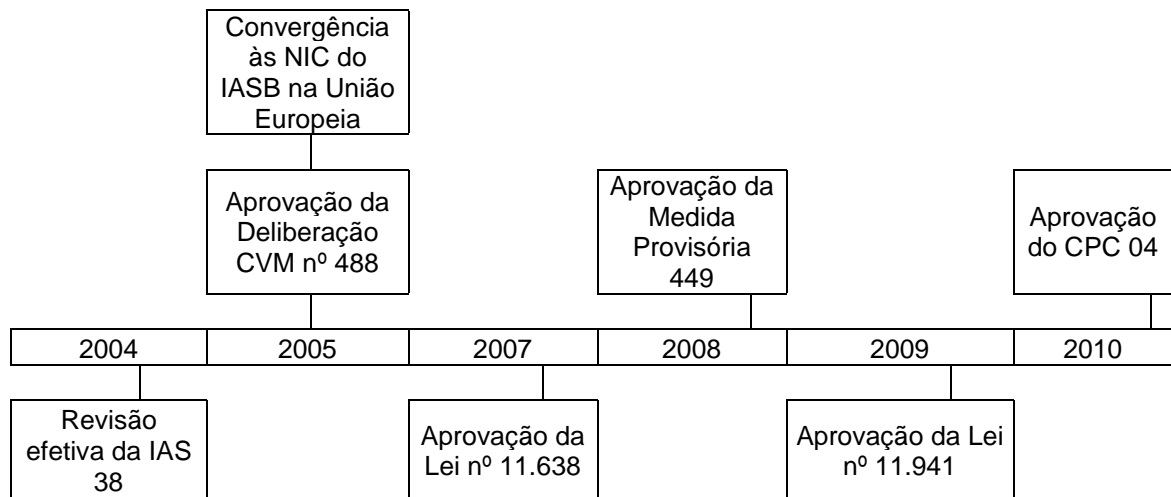 Convergência
às NIC do
IASB na União
Europeia
Aprovação da
Deliberação
CVM nº 488
Aprovação da
Medida
Provisória
449
Aprovação
do CPC 04
2004 2005 2007 2008 2009 2010
Revisão
efetiva da IAS
38
Aprovação da
Lei nº 11.638
Aprovação da Lei
nº 11.941